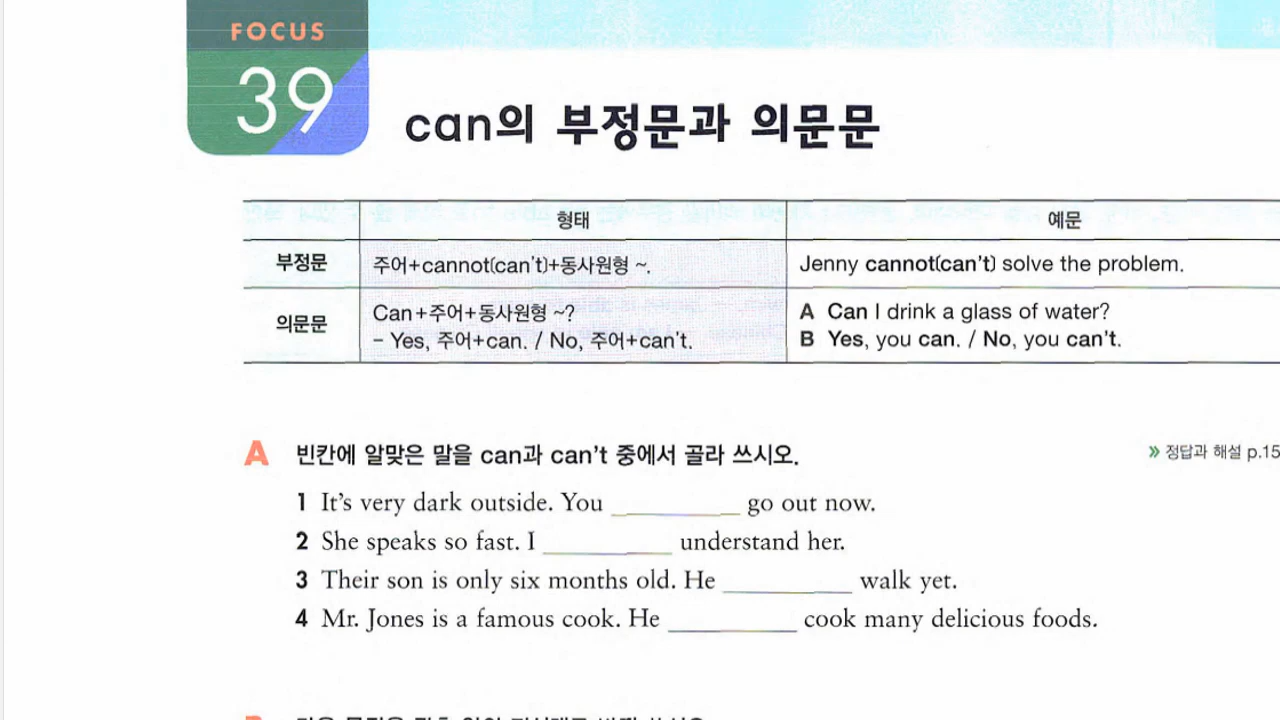 FOCUS
39
can의 부정문과 의문문
형태
예문
부정문
주어+cannot(can't)+동사원형 ~.
Jenny cannot(can't) solve the problem.
의문문
Can+주어+동사원형 ~?
– Yes, 주어+can. / No, 주어+can't.
A Can I drink a glass of water?
B Yes, you can. / No, you can't.
A 빈칸에 알맞은 말을 can과 can't 중에서 골라 쓰시오.
» 정답과 해설 p.15
1 It's very dark outside. You __________ go out now.
2 She speaks so fast. I __________ understand her.
3 Their son is only six months old. He __________ walk yet.
4 Mr. Jones is a famous cook. He __________ cook many delicious foods.